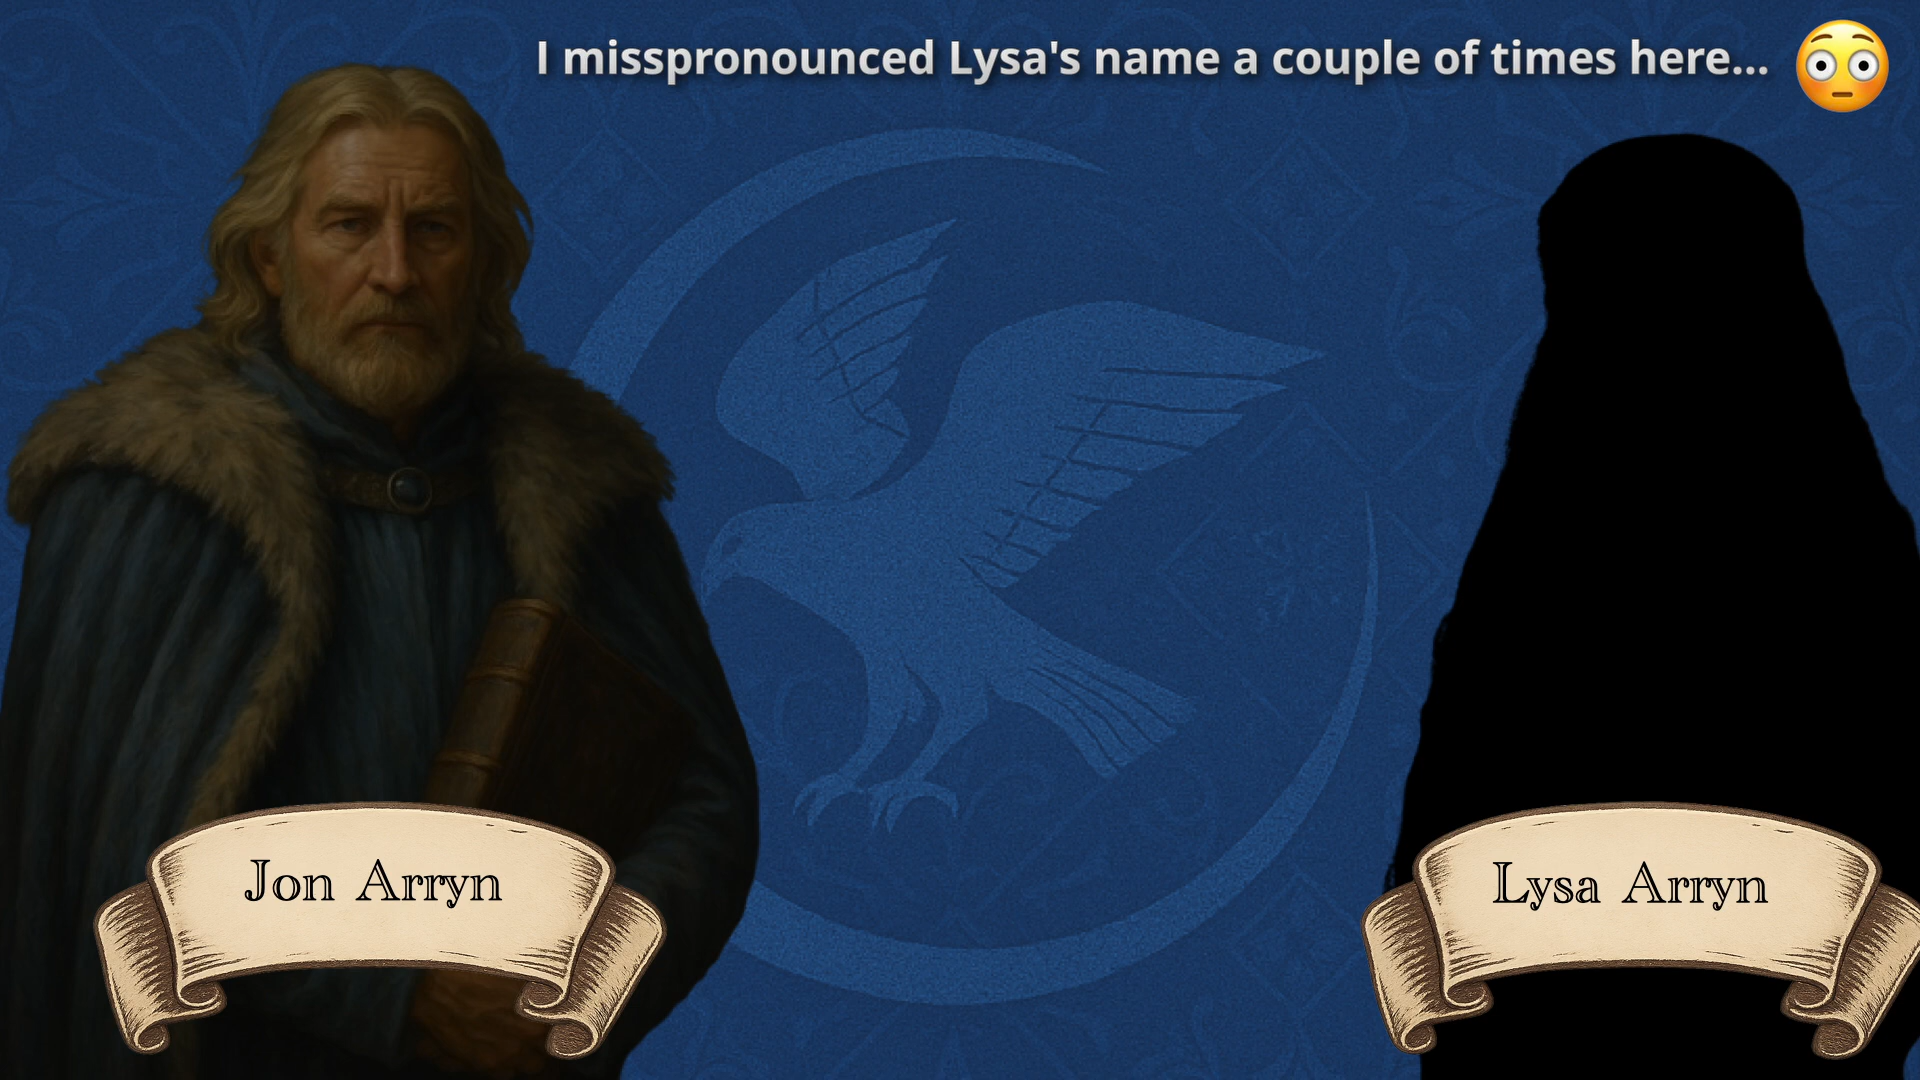 I misspronounced Lysa's name a couple of times here... 😳
Jon Arryn
Lysa Arryn